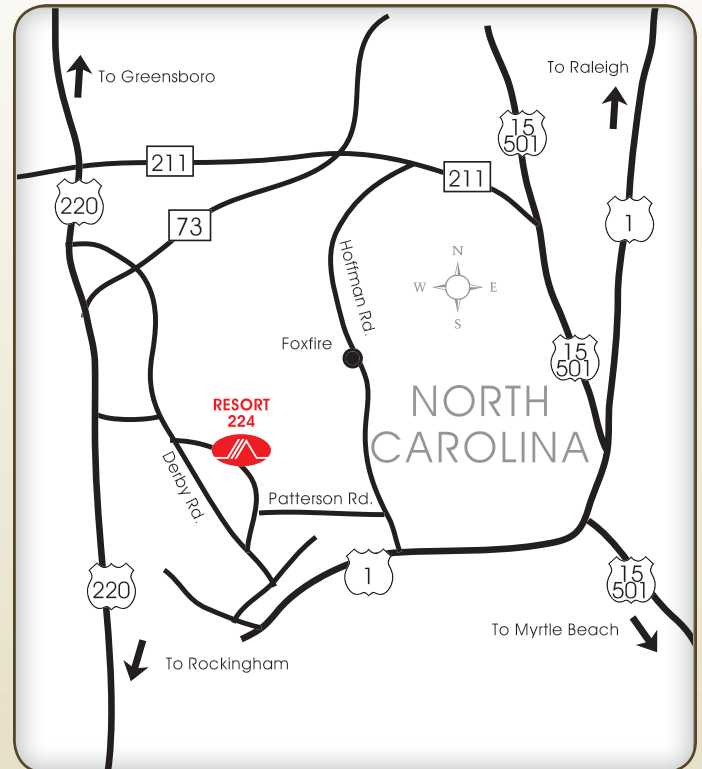 To Greensboro
To Raleigh
15
501
211
211
220
73
1
Hoffman Rd.
N
W
E
S
Foxfire
15
501
NORTH
CAROLINA
RESORT
224
Derby Rd.
Patterson Rd.
1
220
15
501
To Myrtle Beach
To Rockingham